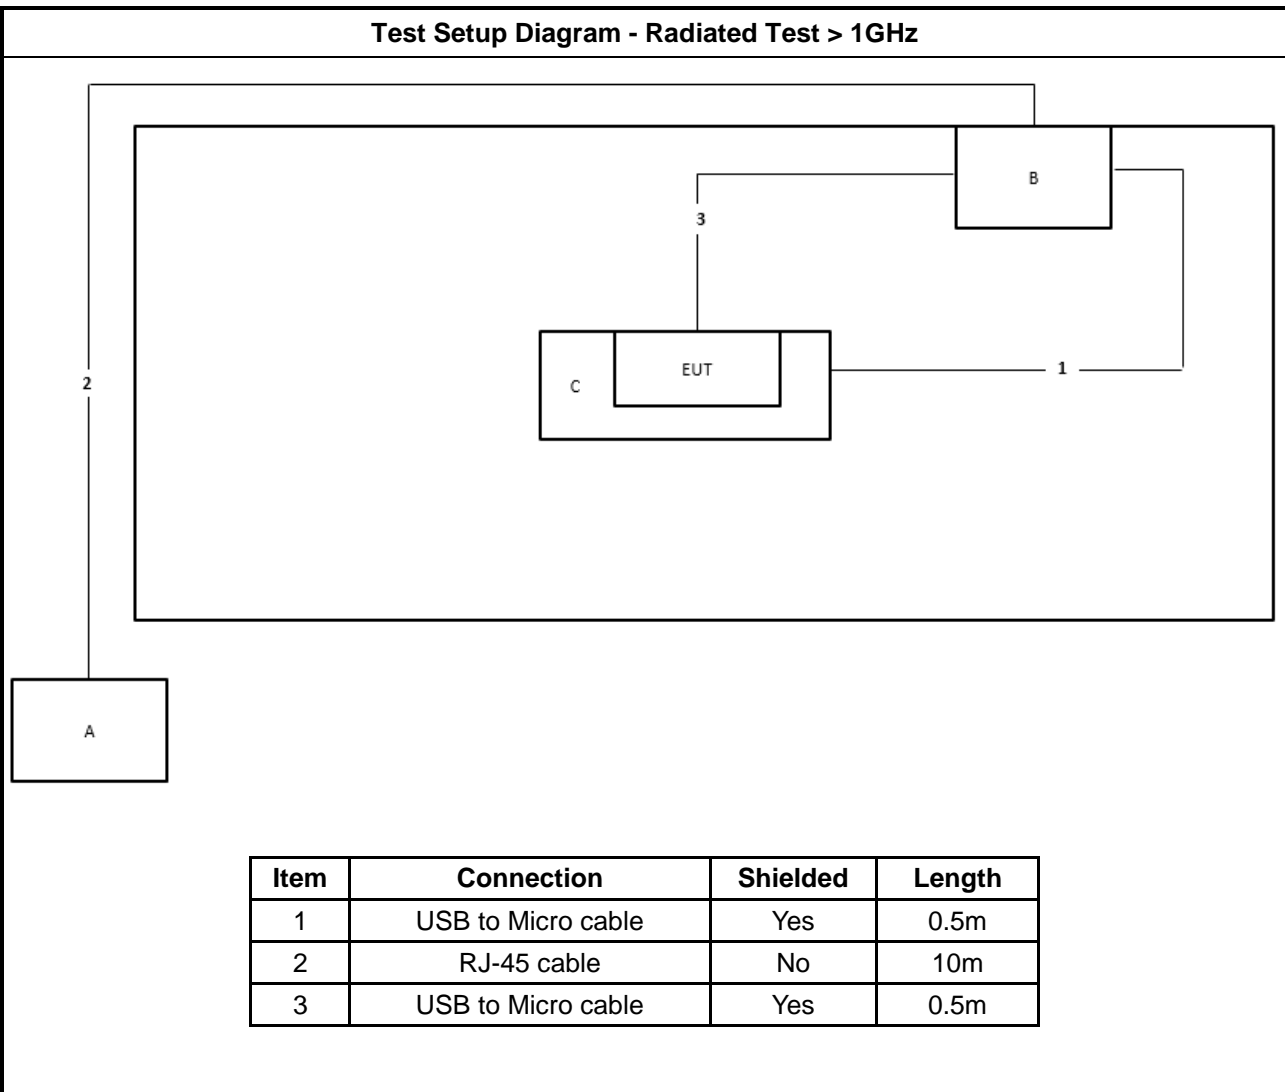 Test Setup Diagram - Radiated Test > 1GHz
B
3
EUT
1
C
2
A
Item Connection Shielded Length
1 USB to Micro cable Yes 0.5m
2 RJ-45 cable No 10m
3 USB to Micro cable Yes 0.5m